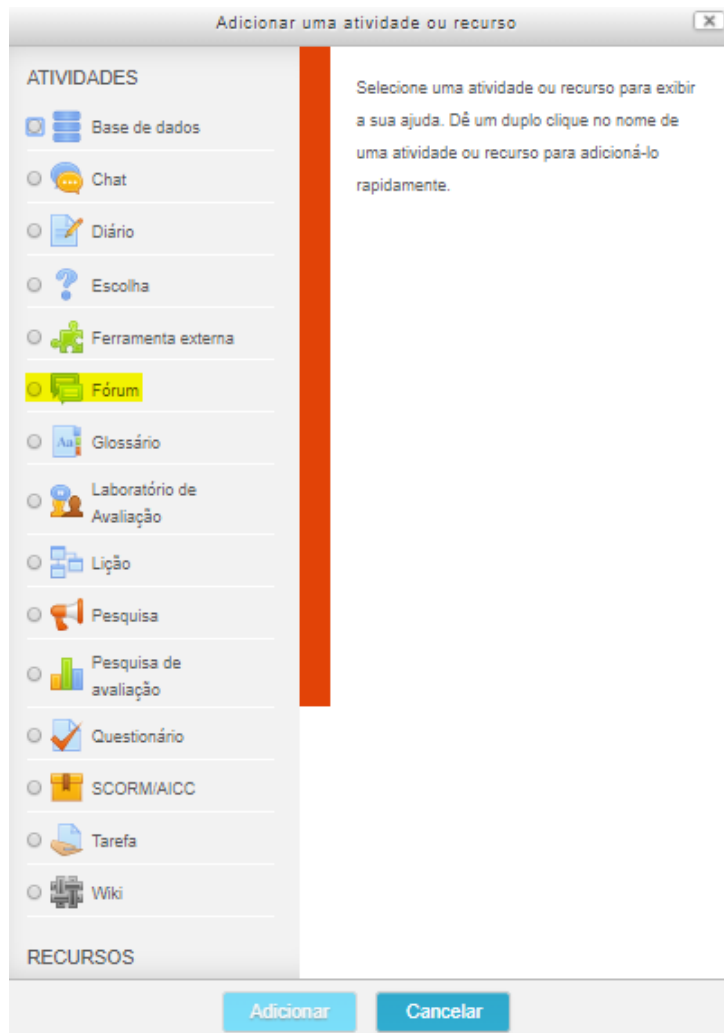 Adicionar uma atividade ou recurso
ATIVIDADES
Base de dados
Chat
Diário
Escolha
Ferramenta externa
Fórum
Aa
Glossário
Laboratório de
Avaliação
Lição
Pesquisa
Pesquisa de
avaliação
Questionário
SCORM/AICC
Tarefa
Wiki
RECURSOS
Selecione uma atividade ou recurso para exibir
a sua ajuda. Dê um duplo clique no nome de
uma atividade ou recurso para adicioná-lo
rapidamente.
Adicionar
Cancelar